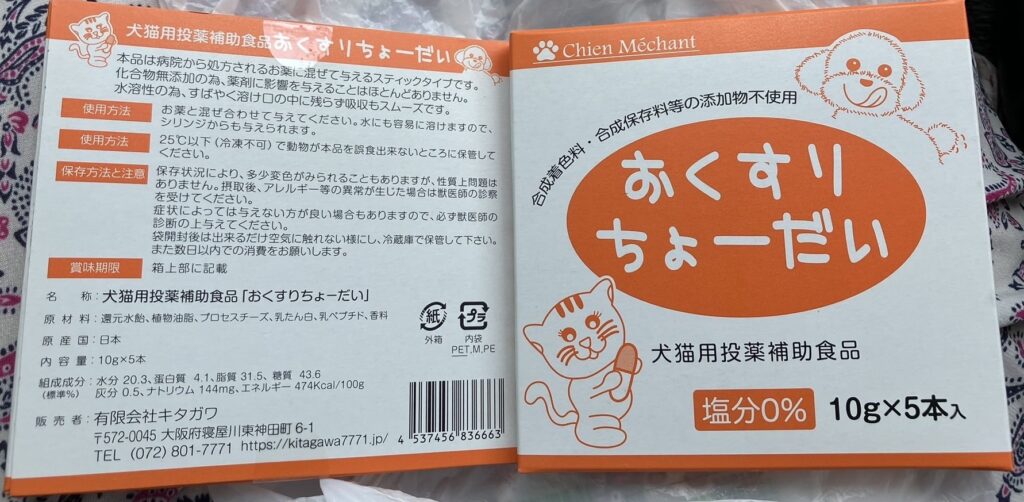 犬猫用投薬補助食品おくすりちょーだい
本品は病院から処方されるお薬に混ぜて与えるスティックタイプです。
化合物無添加の為、薬剤に影響を与えることはほとんどありません。
水溶性の為、すばやく溶け口の中に残らず吸収もスムーズです。
使用方法 お薬と混ぜ合わせて与えてください。水にも容易に溶けますので、
シリンジからも与えられます。
使用方法 25℃以下(冷凍不可)で動物が本品を誤食出来ないところに保管して
ください。
保存方法と注意 保存状況により、多少変色がみられることもありますが、性質上問題は
ありません。摂取後、アレルギー等の異常が生じた場合は獣医師の診察
を受けてください。
症状によっては与えない方が良い場合もありますので、必ず獣医師の
診断の上与えてください。
袋開封後は出来るだけ空気に触れない様にし、冷蔵庫で保管して下さい。
また数日以内での消費をお願いします。
賞味期限 箱上部に記載
名 称:犬猫用投薬補助食品「おくすりちょーだい」
原 材 料:還元水飴、植物油脂、プロセスチーズ、乳たん白、乳ペプチド、香料
原 産 国:日本
内 容 量:10g×5本
組成成分:水分 20.3、蛋白質 4.1、脂質 31.5、糖質 43.6
(標準%) 灰分 0.5、ナトリウム 144mg、エネルギー 474Kcal/100g
販 売 者:有限会社キタガワ
〒572-0045 大阪府寝屋川東神田町 6-1
TEL (072) 801-7771 https://kitagawa7771.jp/
紙
外箱
プラ
内袋
PET,M,PE
4 537456 836663
Chien Méchant
合成着色料・合成保存料等の添加物不使用
おくすり
ちょーだい
犬猫用投薬補助食品
塩分0% 10g×5本入